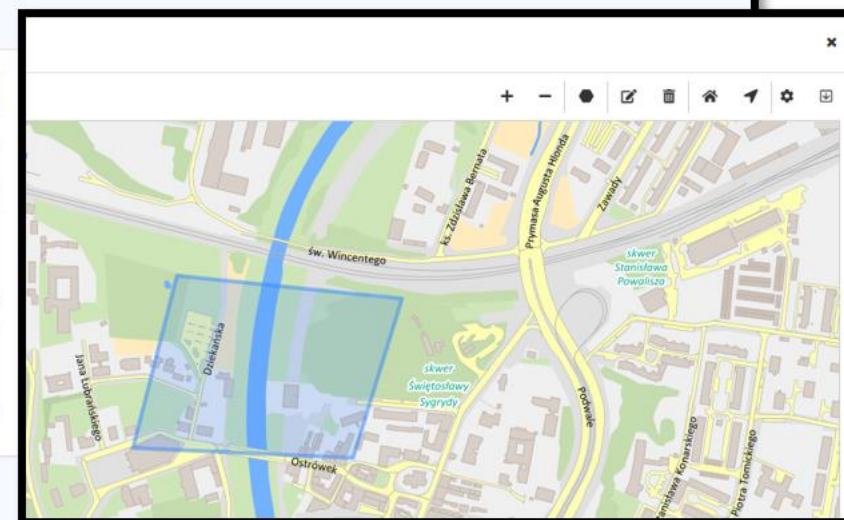 ks. Zdzisława Bernata
Prymasa Augusta Hlonda
Zawady
św. Wincentego
skwer
Stanisława
Powalisza
Dziekańska
Jana Lubrańskiego
skwer
Świętosławy
Sygrydy
Podwale
Ostrówek
anisława Konarskiego
Piotra Tomickiego